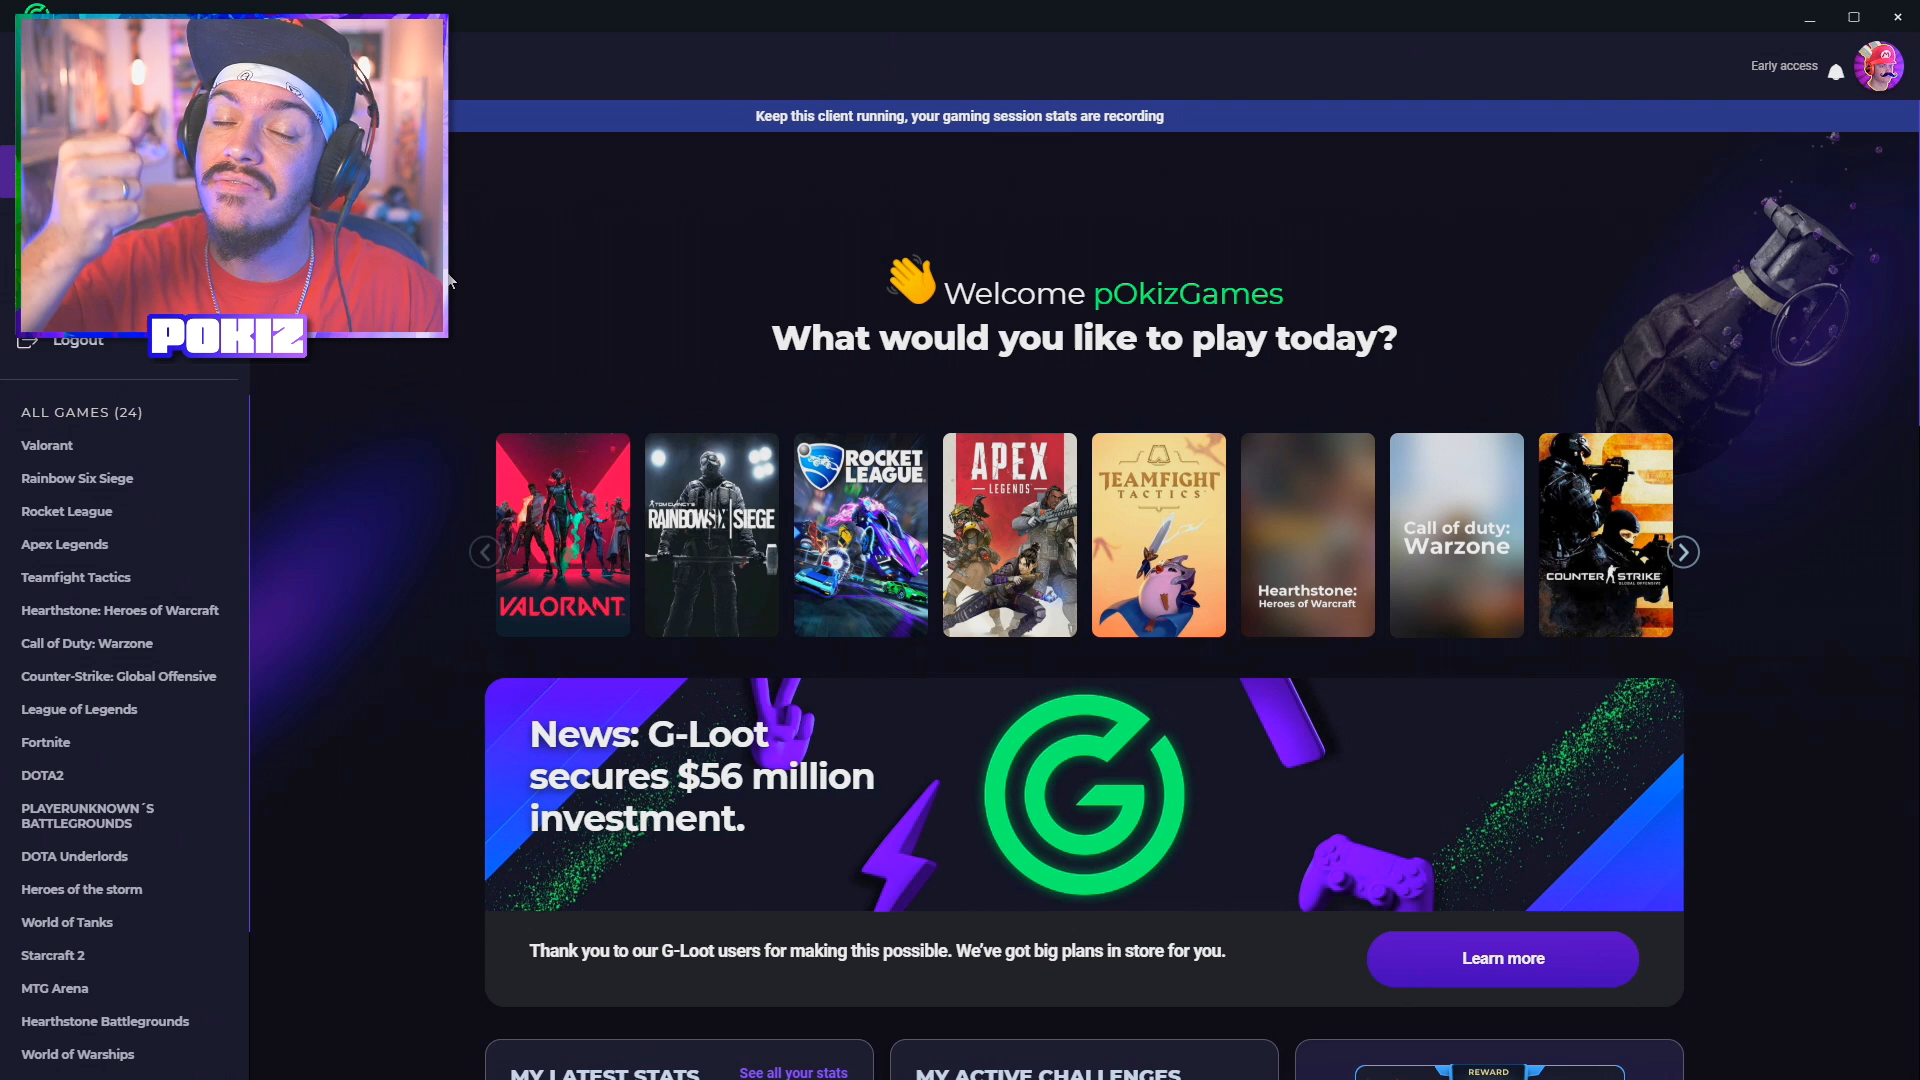 Early access
Keep this client running, your gaming session stats are recording
POKIZ
Logout
Welcome pOkizGames
What would you like to play today?
ALL GAMES (24)
Valorant
Rainbow Six Siege
Rocket League
Apex Legends
Teamfight Tactics
Hearthstone: Heroes of Warcraft
Call of Duty: Warzone
Counter-Strike: Global Offensive
League of Legends
Fortnite
DOTA2
PLAYERUNKNOWN´S
BATTLEGROUNDS
DOTA Underlords
Heroes of the storm
World of Tanks
Starcraft 2
MTG Arena
Hearthstone Battlegrounds
World of Warships
VALORANT
TOM CLANCY'S
RAINBOW SIX | SIEGE
ROCKET
LEAGUE
APEX
LEGENDS
TEAMFIGHT
TACTICS
Hearthstone:
Heroes of Warcraft
Call of duty:
Warzone
COUNTER STRIKE
GLOBAL OFFENSIVE
News: G-Loot
secures $56 million
investment.
Thank you to our G-Loot users for making this possible. We’ve got big plans in store for you.
Learn more
MY LATEST STATS
See all your stats
MY ACTIVE CHALLENGES
REWARD